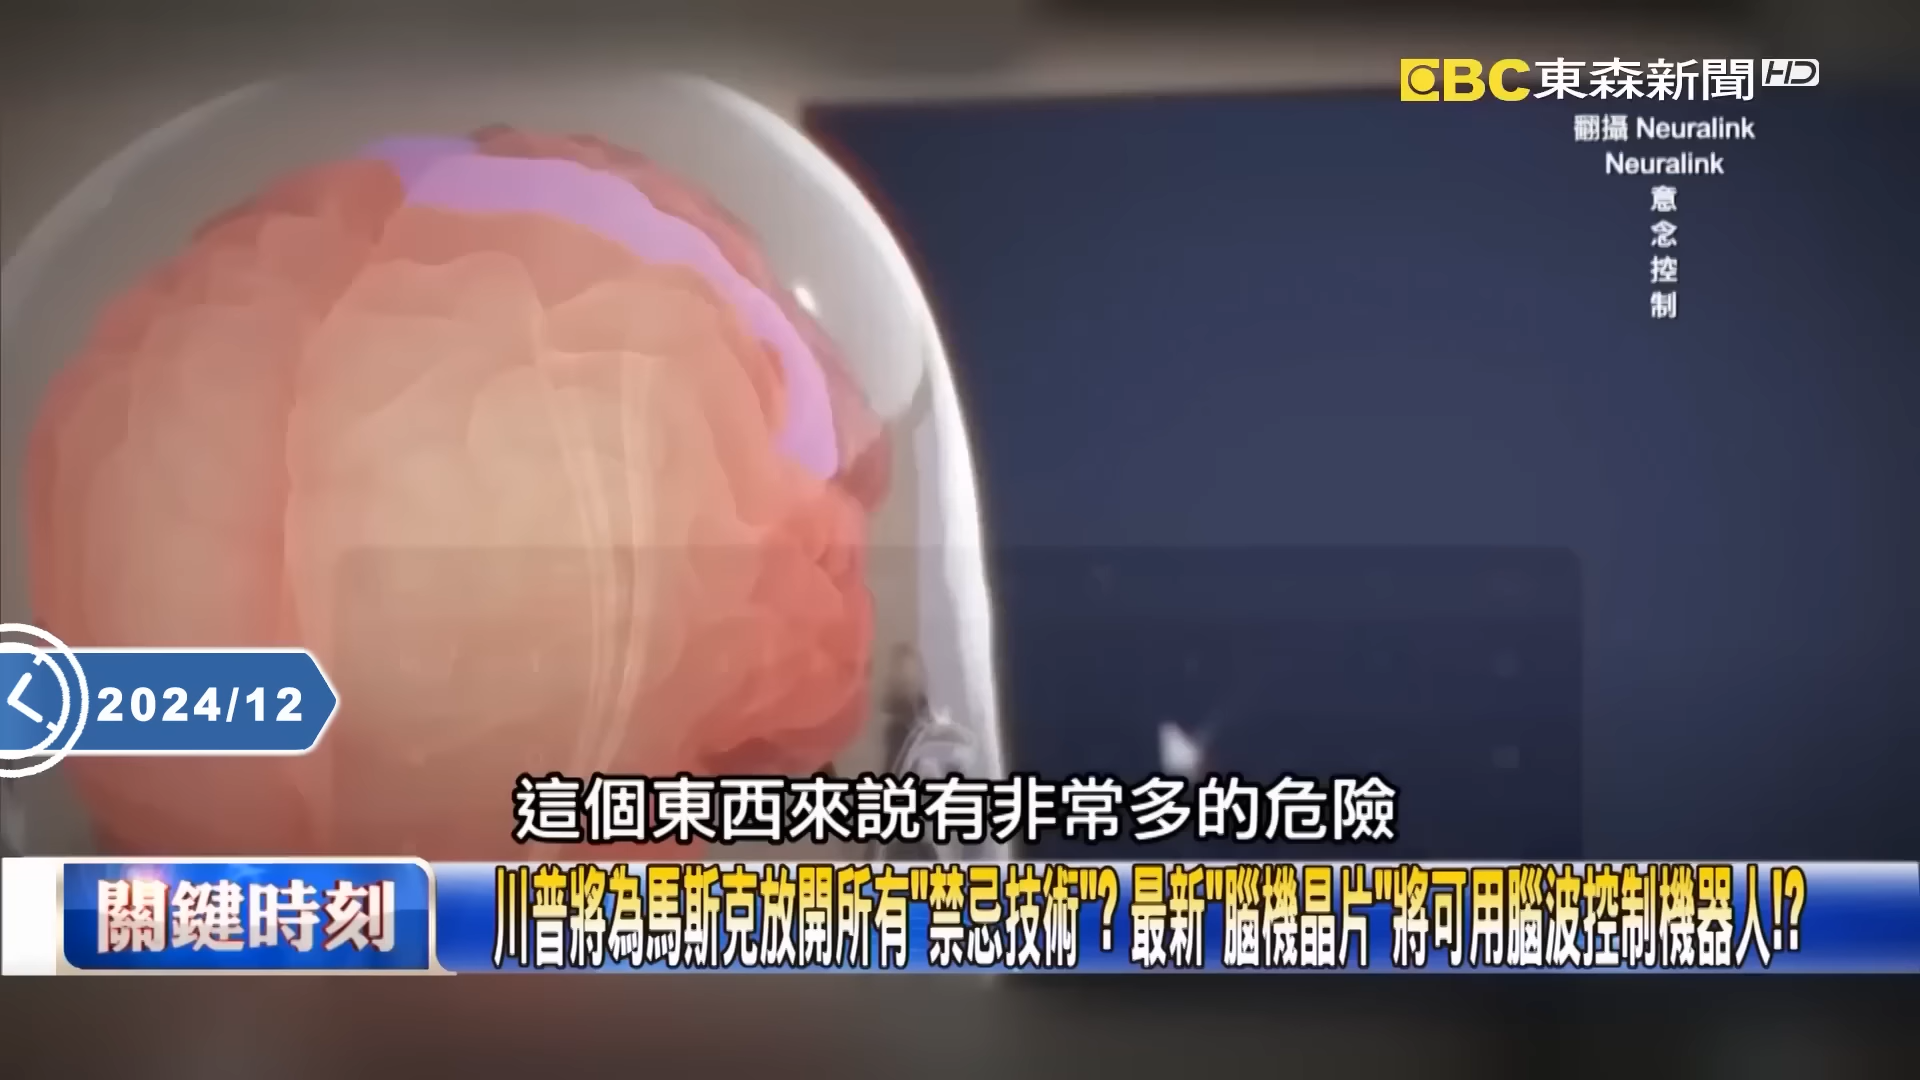 EBC東森新聞HD
翻攝 Neuralink
Neuralink
意
念
控
制
2024/12
這個東西來説有非常多的危險
關鍵時刻
川普將為馬斯克放開所有"禁忌技術"? 最新"腦機晶片"將可用腦波控制機器人!?